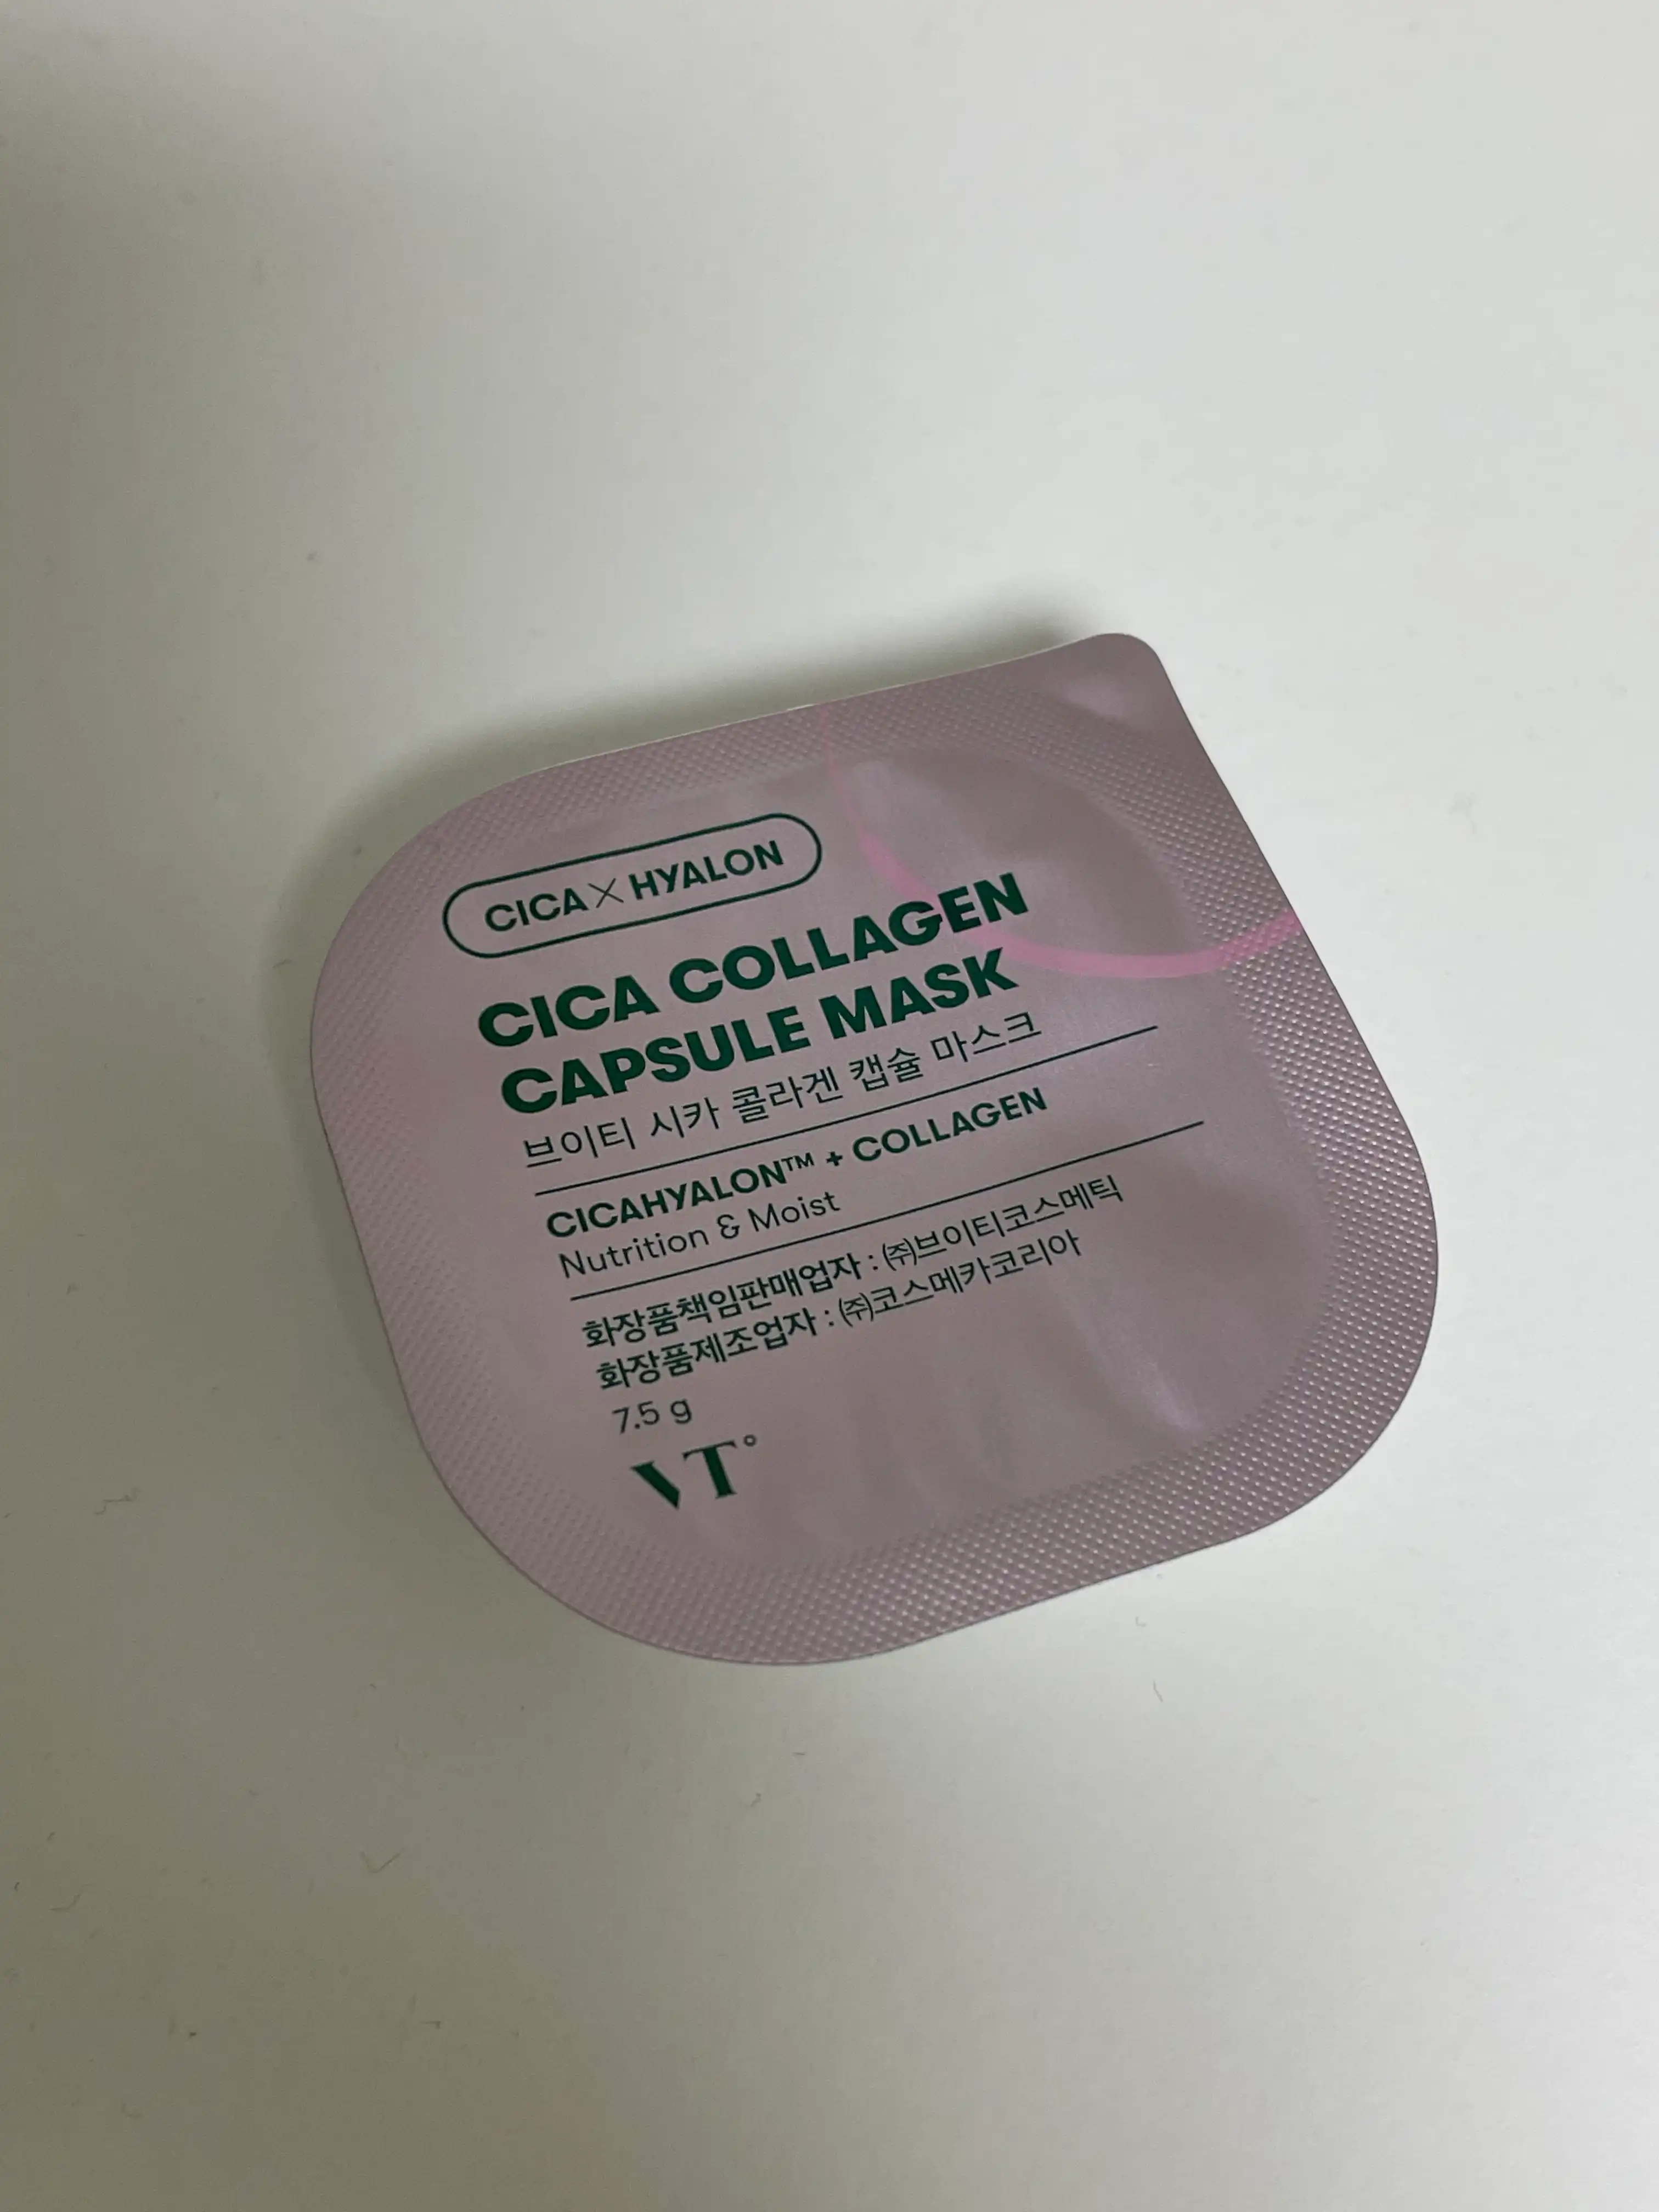 CICA X HYALON
CICA COLLAGEN
CAPSULE MASK
브이티 시카 콜라겐 캡슐 마스크
CICAHYALON™ + COLLAGEN
Nutrition & Moist
화장품책임판매업자 : ㈜브이티코스메틱
화장품제조업자 : ㈜코스메카코리아
7.5 g
VT°